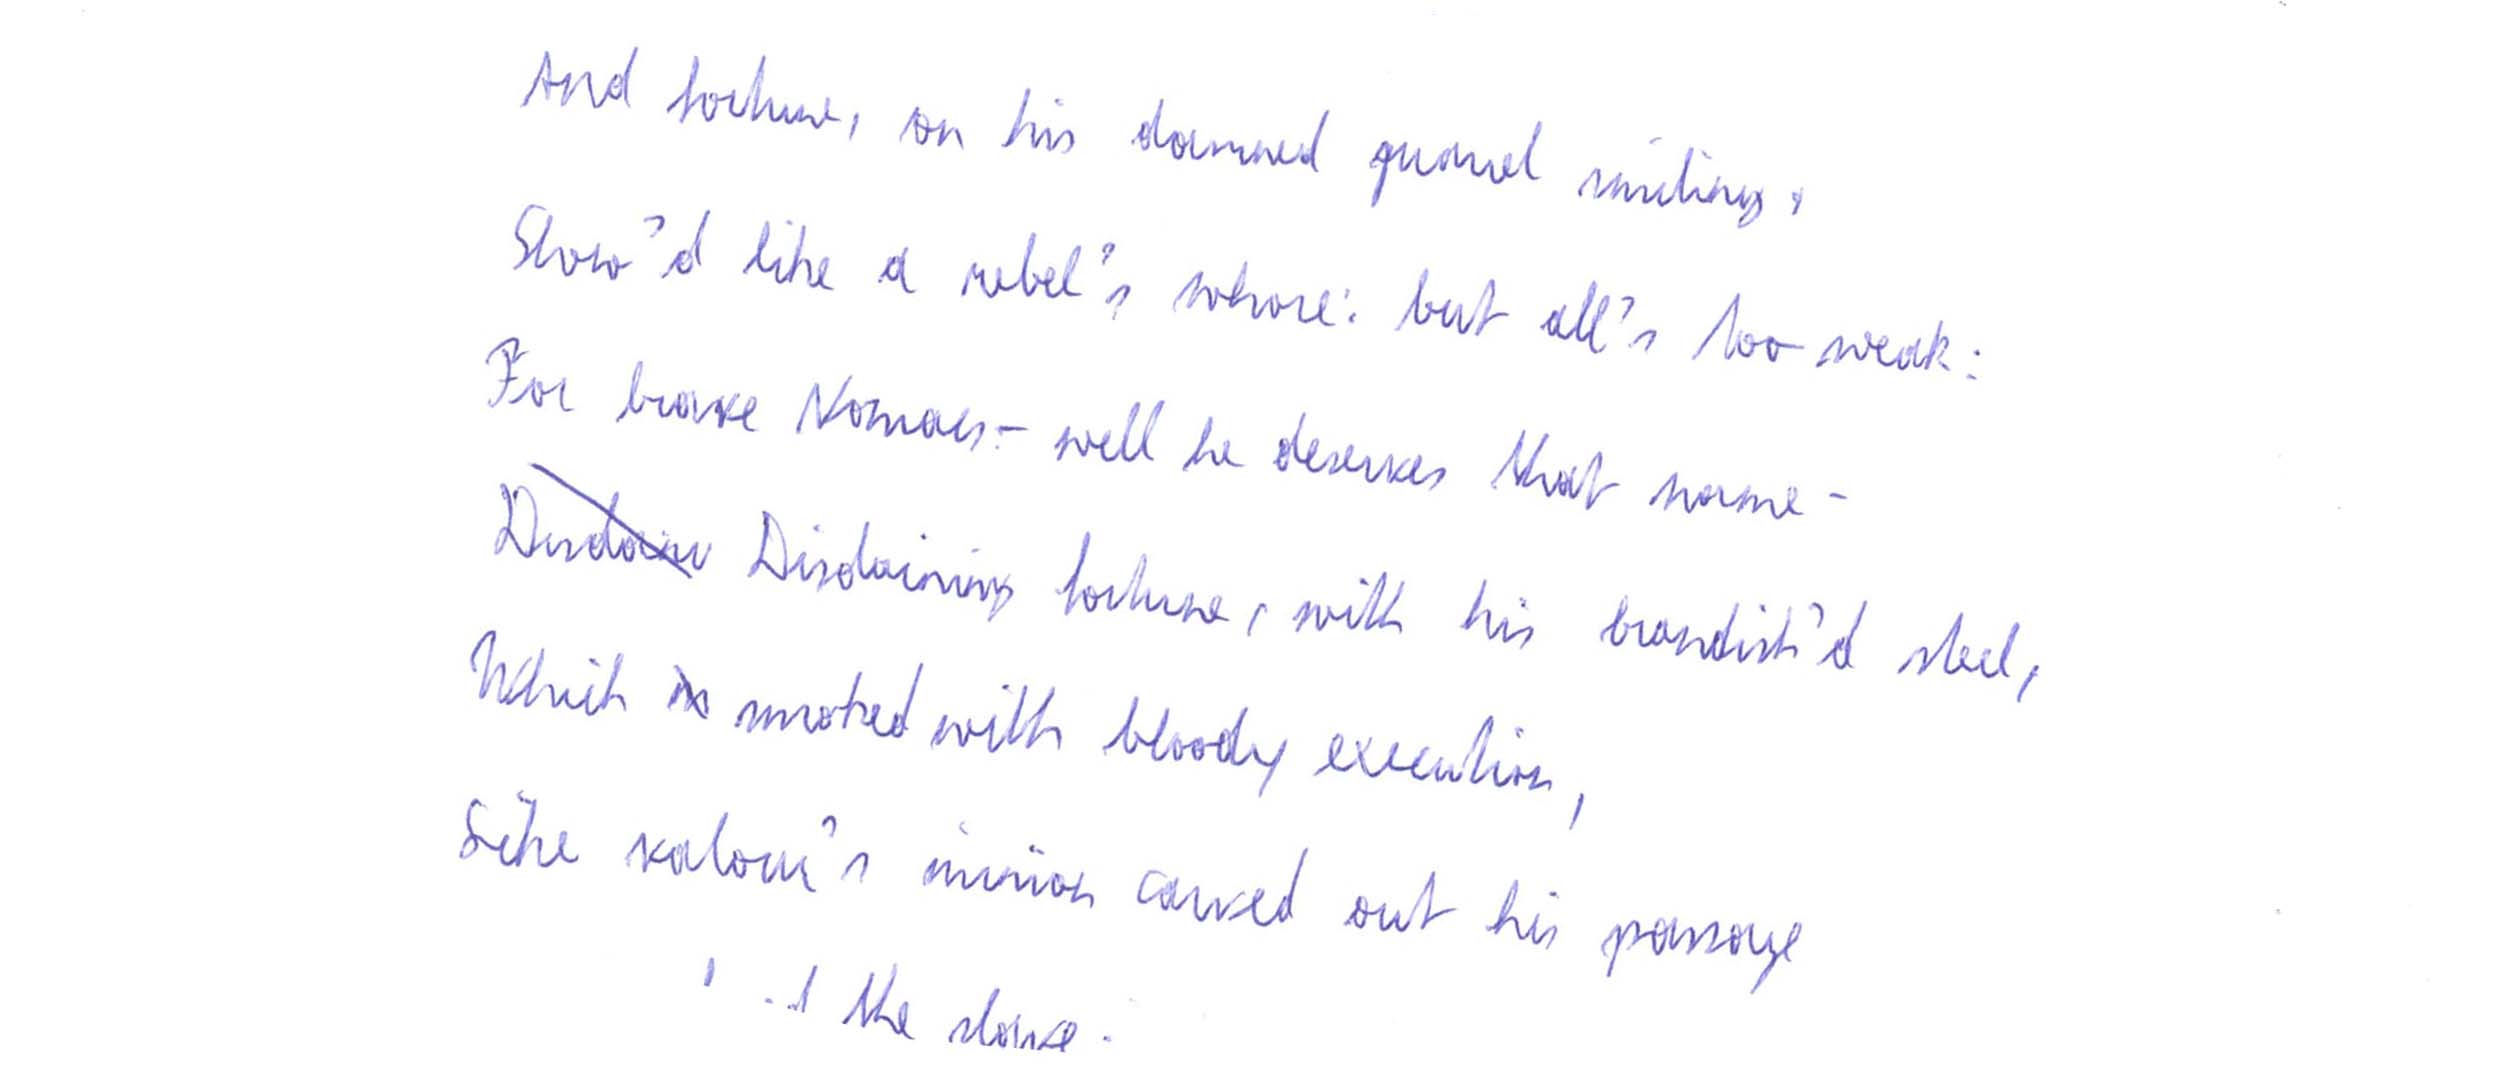 And fortune, on his damned quarrel smiling,
Show'd like a rebel's whore: but all's too weak:
For brave Nomacs - well he deserves that name -
Disdain Disdaining fortune, with his brandish'd steel,
Which smoked with bloody execution,
Like valour's minion carved out his passage
the slave.